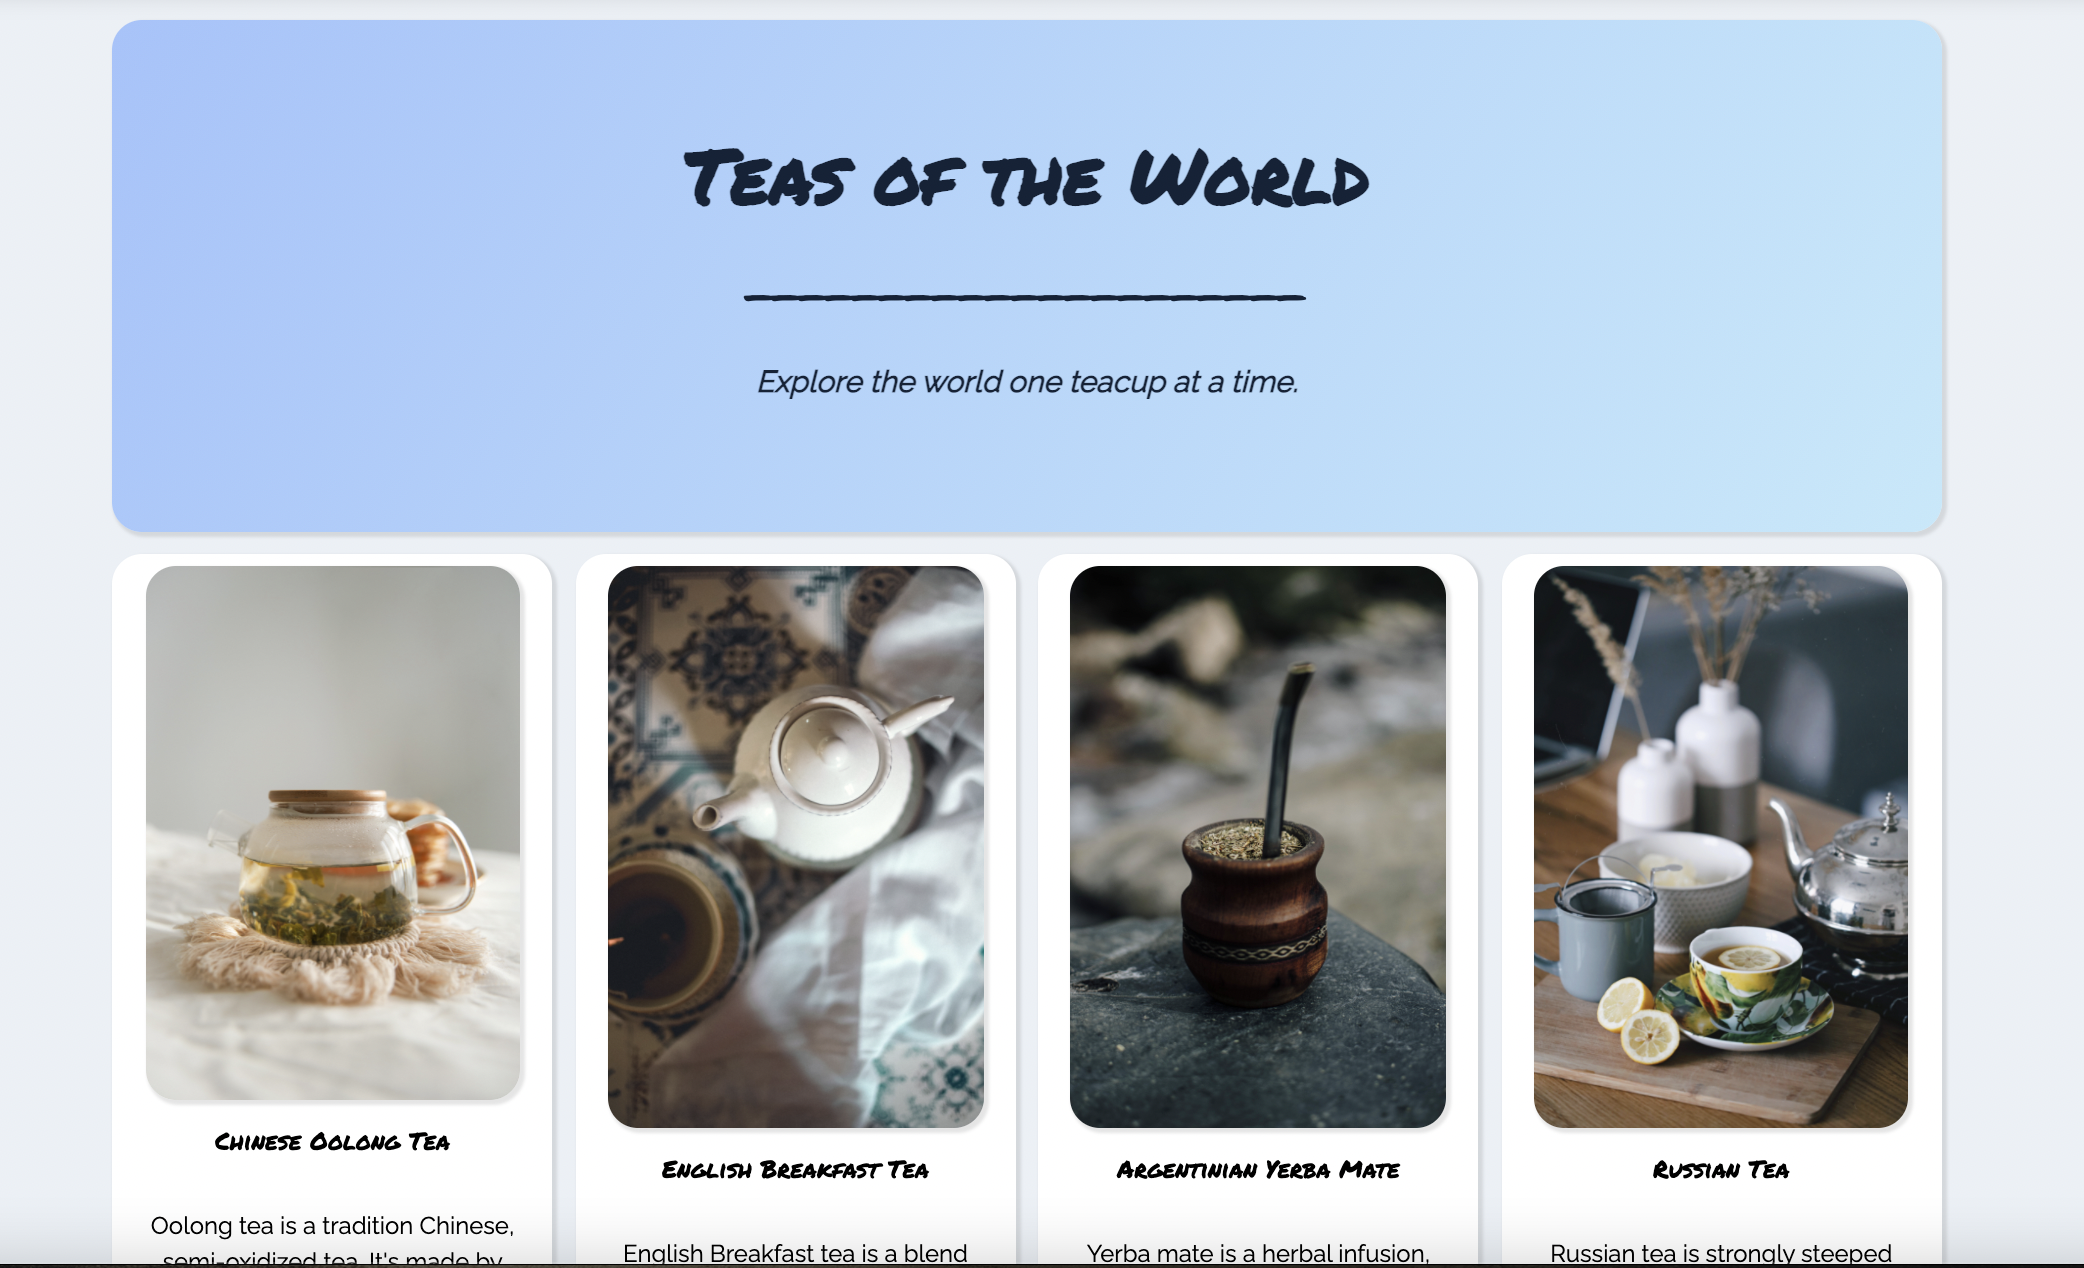 Teas of the World
Explore the world one teacup at a time.
Chinese Oolong Tea
Oolong tea is a tradition Chinese,
semi-oxidized tea. It's made by
English Breakfast Tea
English Breakfast tea is a blend
Argentinian Yerba Mate
Yerba mate is a herbal infusion,
Russian Tea
Russian tea is strongly steeped